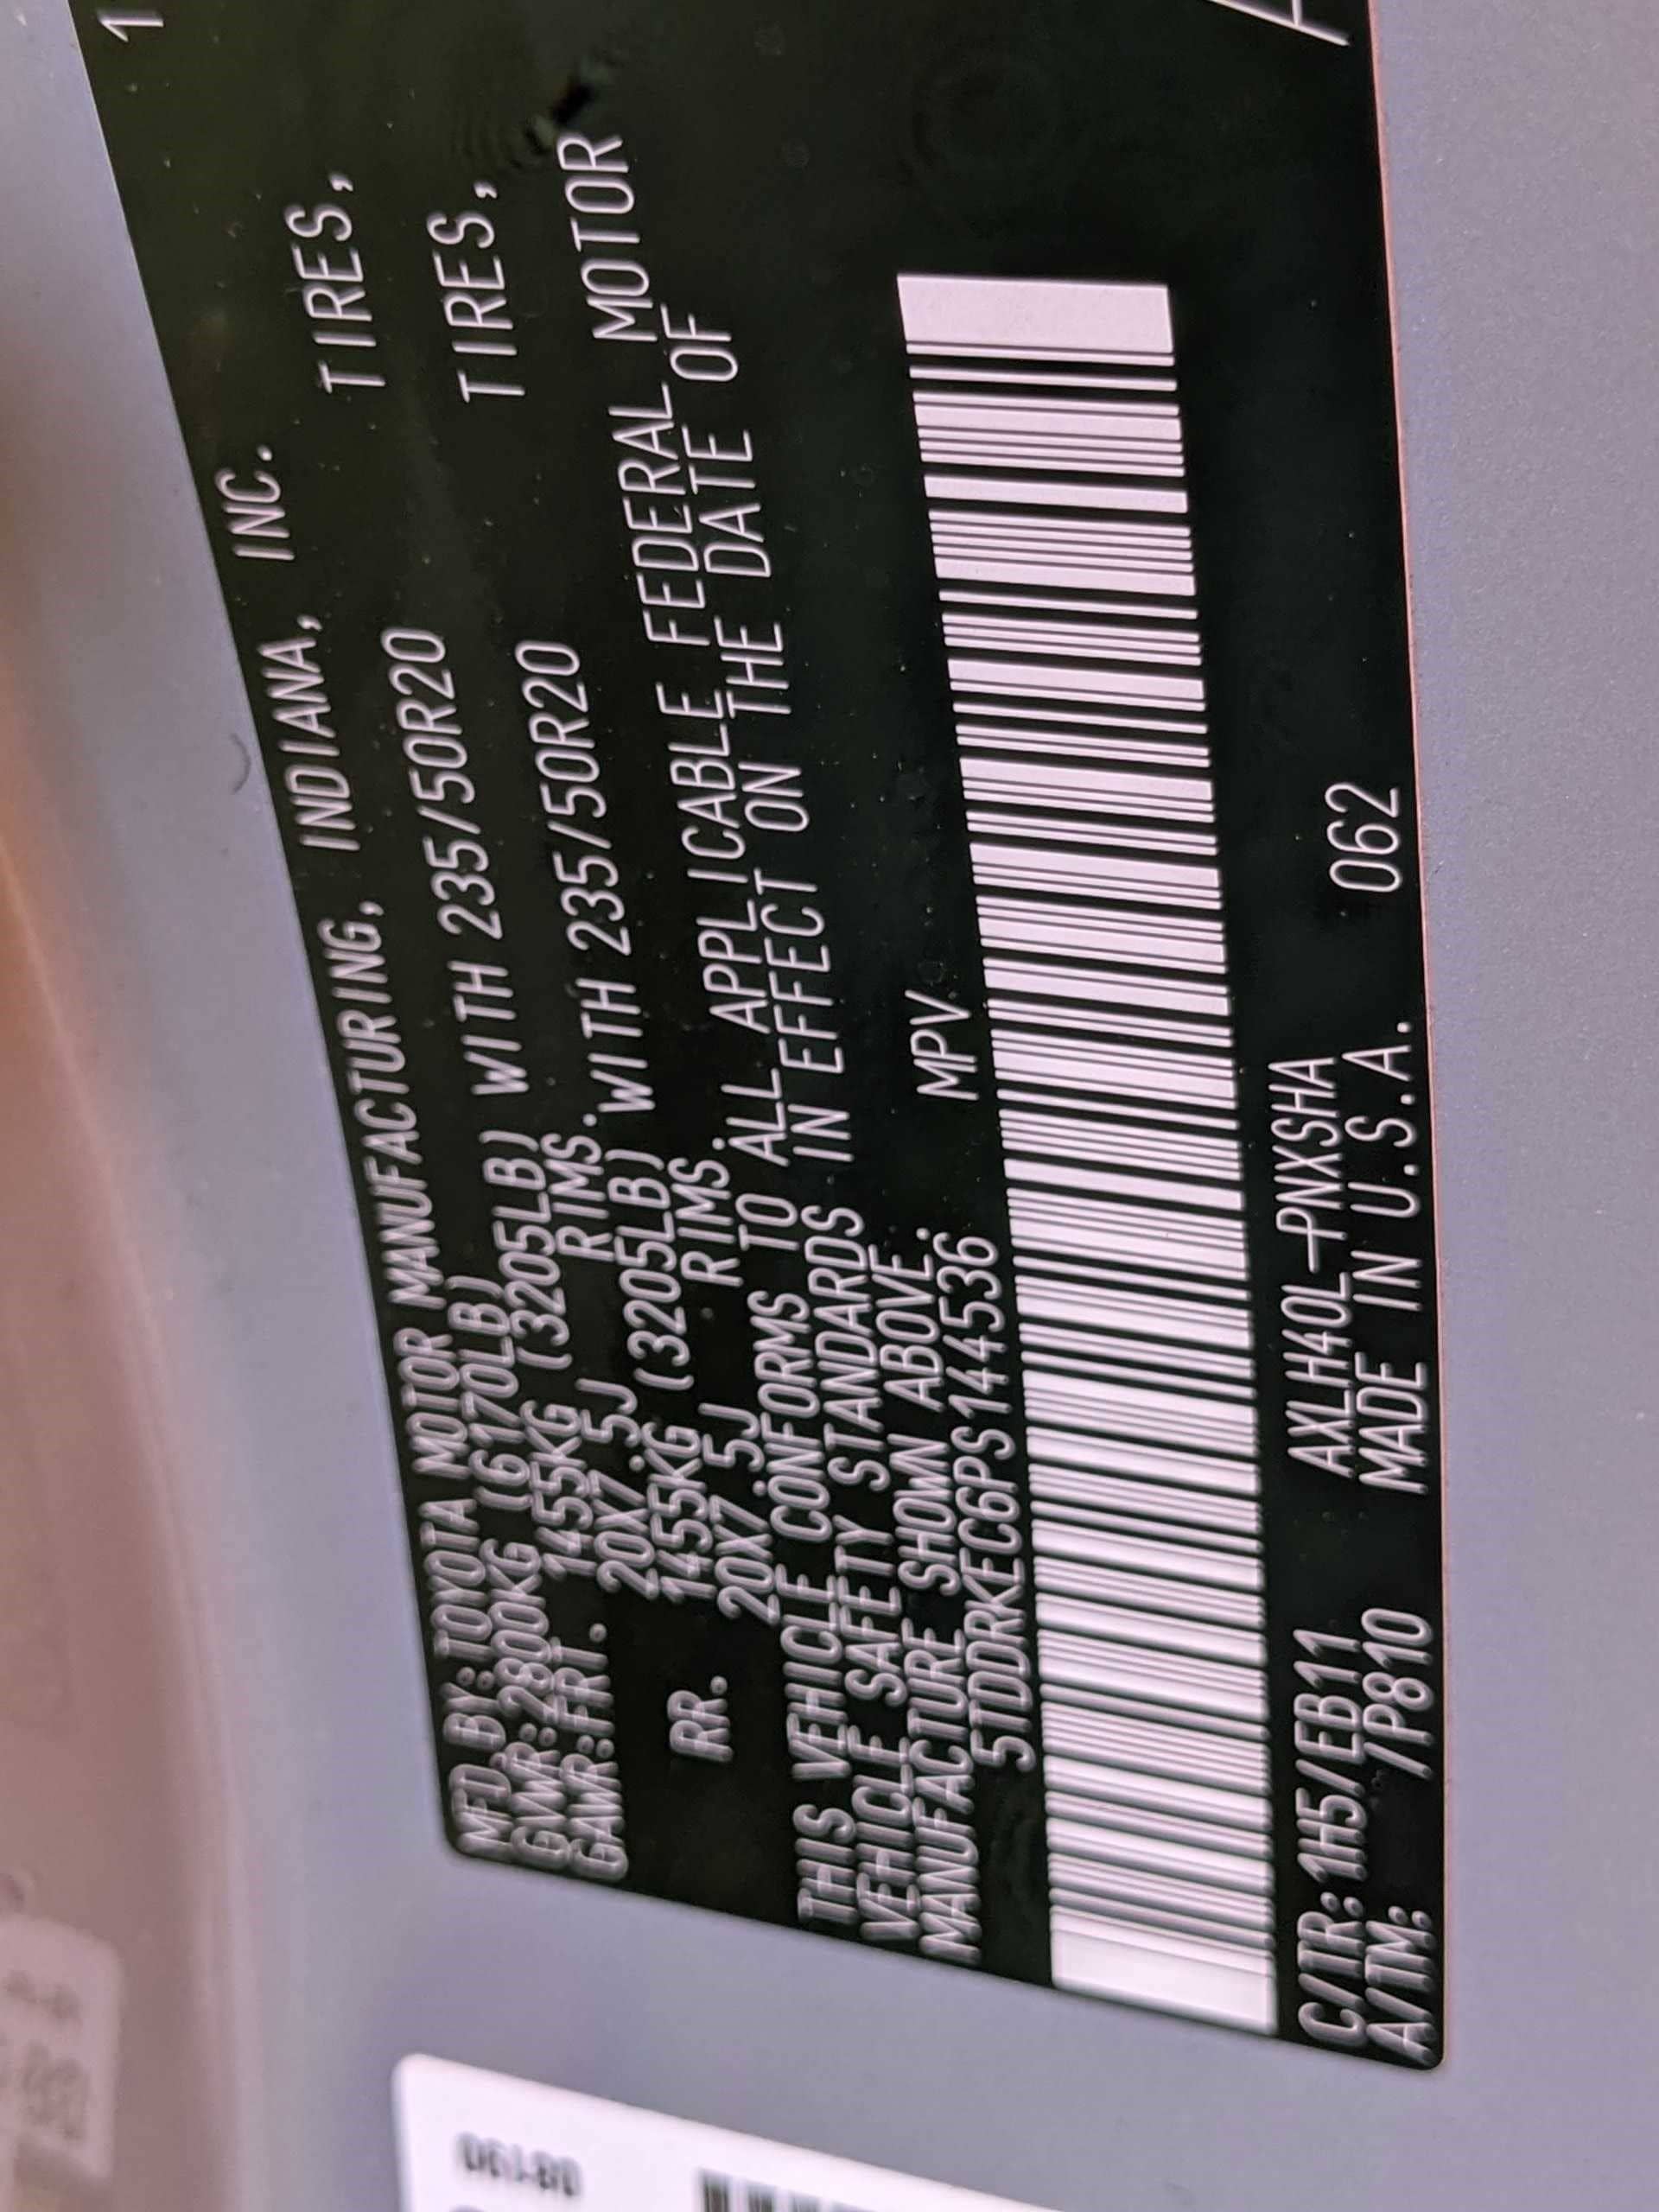 1
MFD.BY:TOYOTA MOTOR MANUFACTURING, INDIANA, INC.
GVWR:2800KG (6170LB)
GAWR:FRT. 1455KG (3205LB) WITH 235/50R20 TIRES,
20X7 5J RIMS.
RR. 1455KG (3205LB) WITH 235/50R20 TIRES,
20X7 5J RIMS.
THIS VEHICLE CONFORMS TO ALL APPLICABLE FEDERAL MOTOR
VEHICLE SAFETY STANDARDS IN EFFECT ON THE DATE OF
MANUFACTURE SHOWN ABOVE.
5TDDRKEC6PS144536 MPV
C/TR:1H5/EB11 AXLH40L-PNXSHA
A/TM: /P810 MADE IN U.S.A. 062